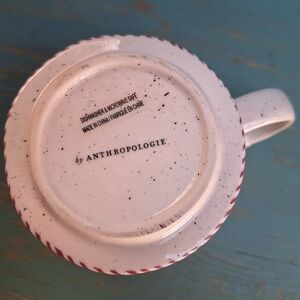 DISHWASHER & MICROWAVE SAFE
MADE IN CHINA / FABRIQUÉ EN CHINE
by ANTHROPOLOGIE